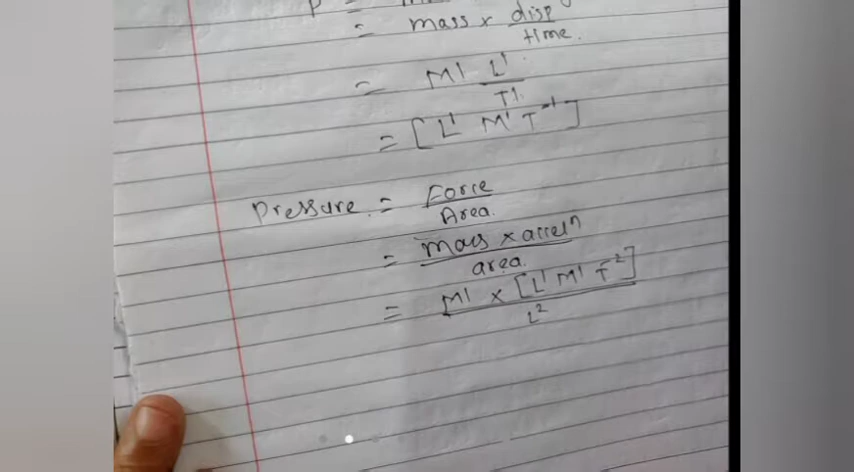 P =
= mass x disp/time.
= M¹ L¹/T¹.
= [L¹ M¹ T⁻¹]
Pressure = Force/Area.
= mass x accelⁿ/area.
= M¹ x [L¹ M¹ T⁻²]/L²